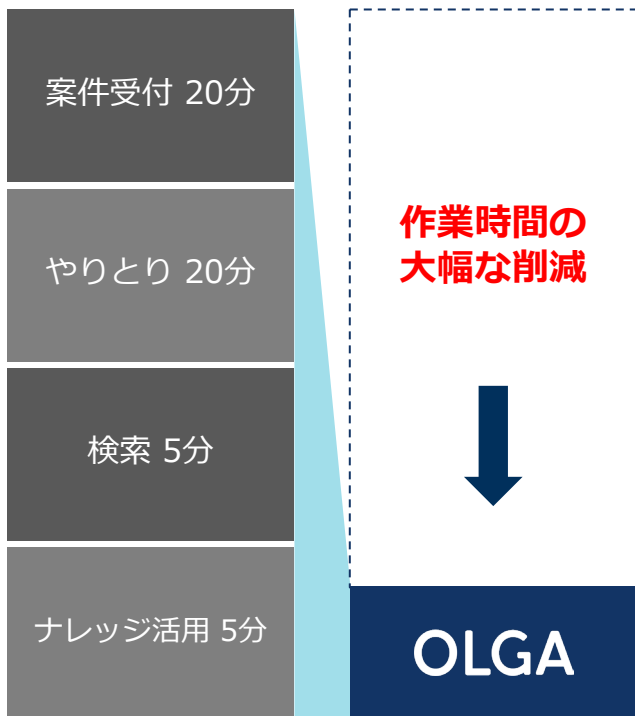 案件受付 20分
やりとり 20分
検索 5分
ナレッジ活用 5分
作業時間の
大幅な削減
OLGA